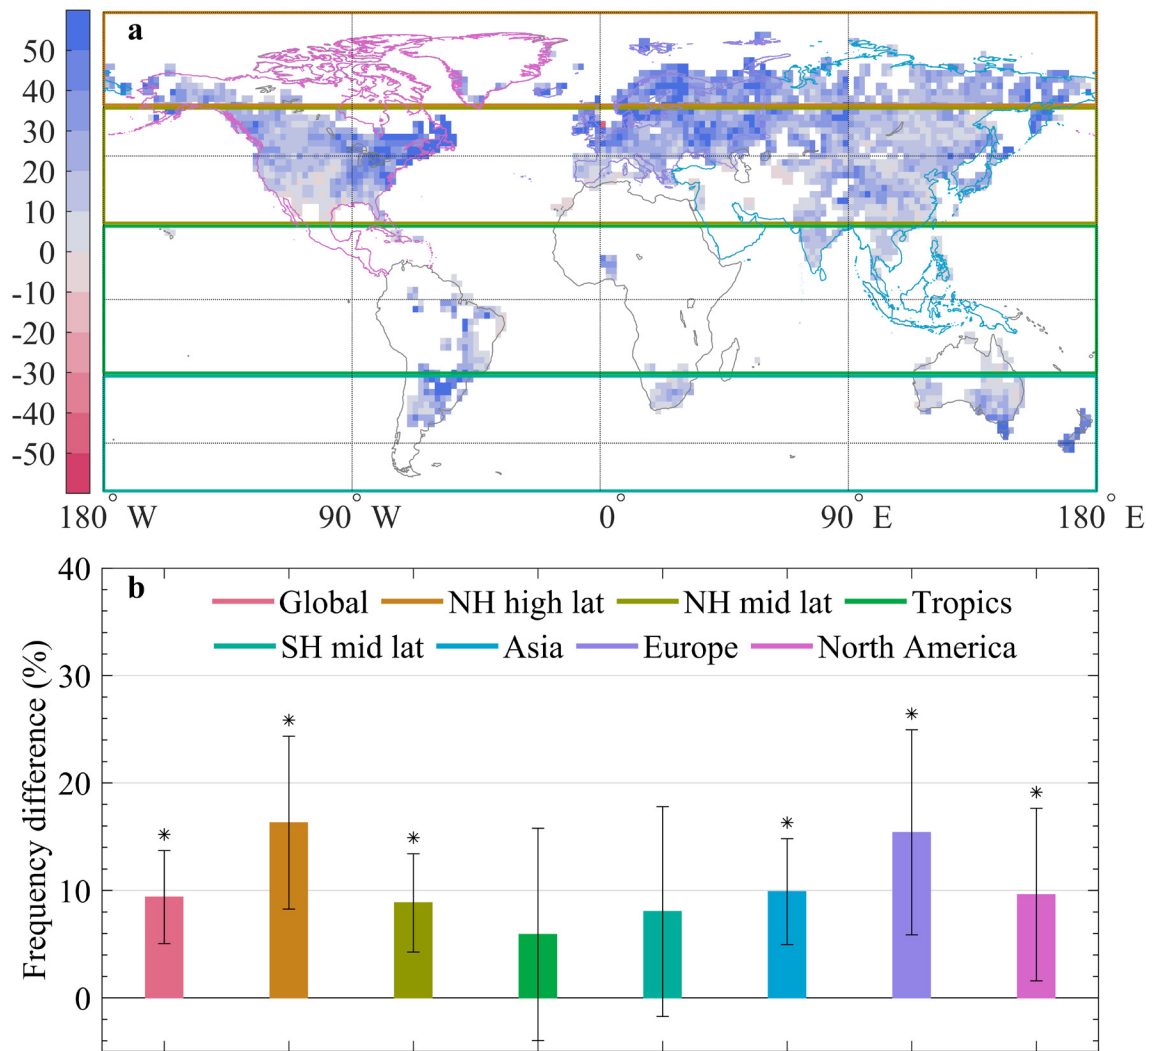 a
50
40
30
20
10
0
-10
-20
-30
-40
-50
180° W 90° W 0° 90° E 180° E
b
40
30
20
10
0
Frequency difference (%)
Global NH high lat NH mid lat Tropics
SH mid lat Asia Europe North America
* * * * * *